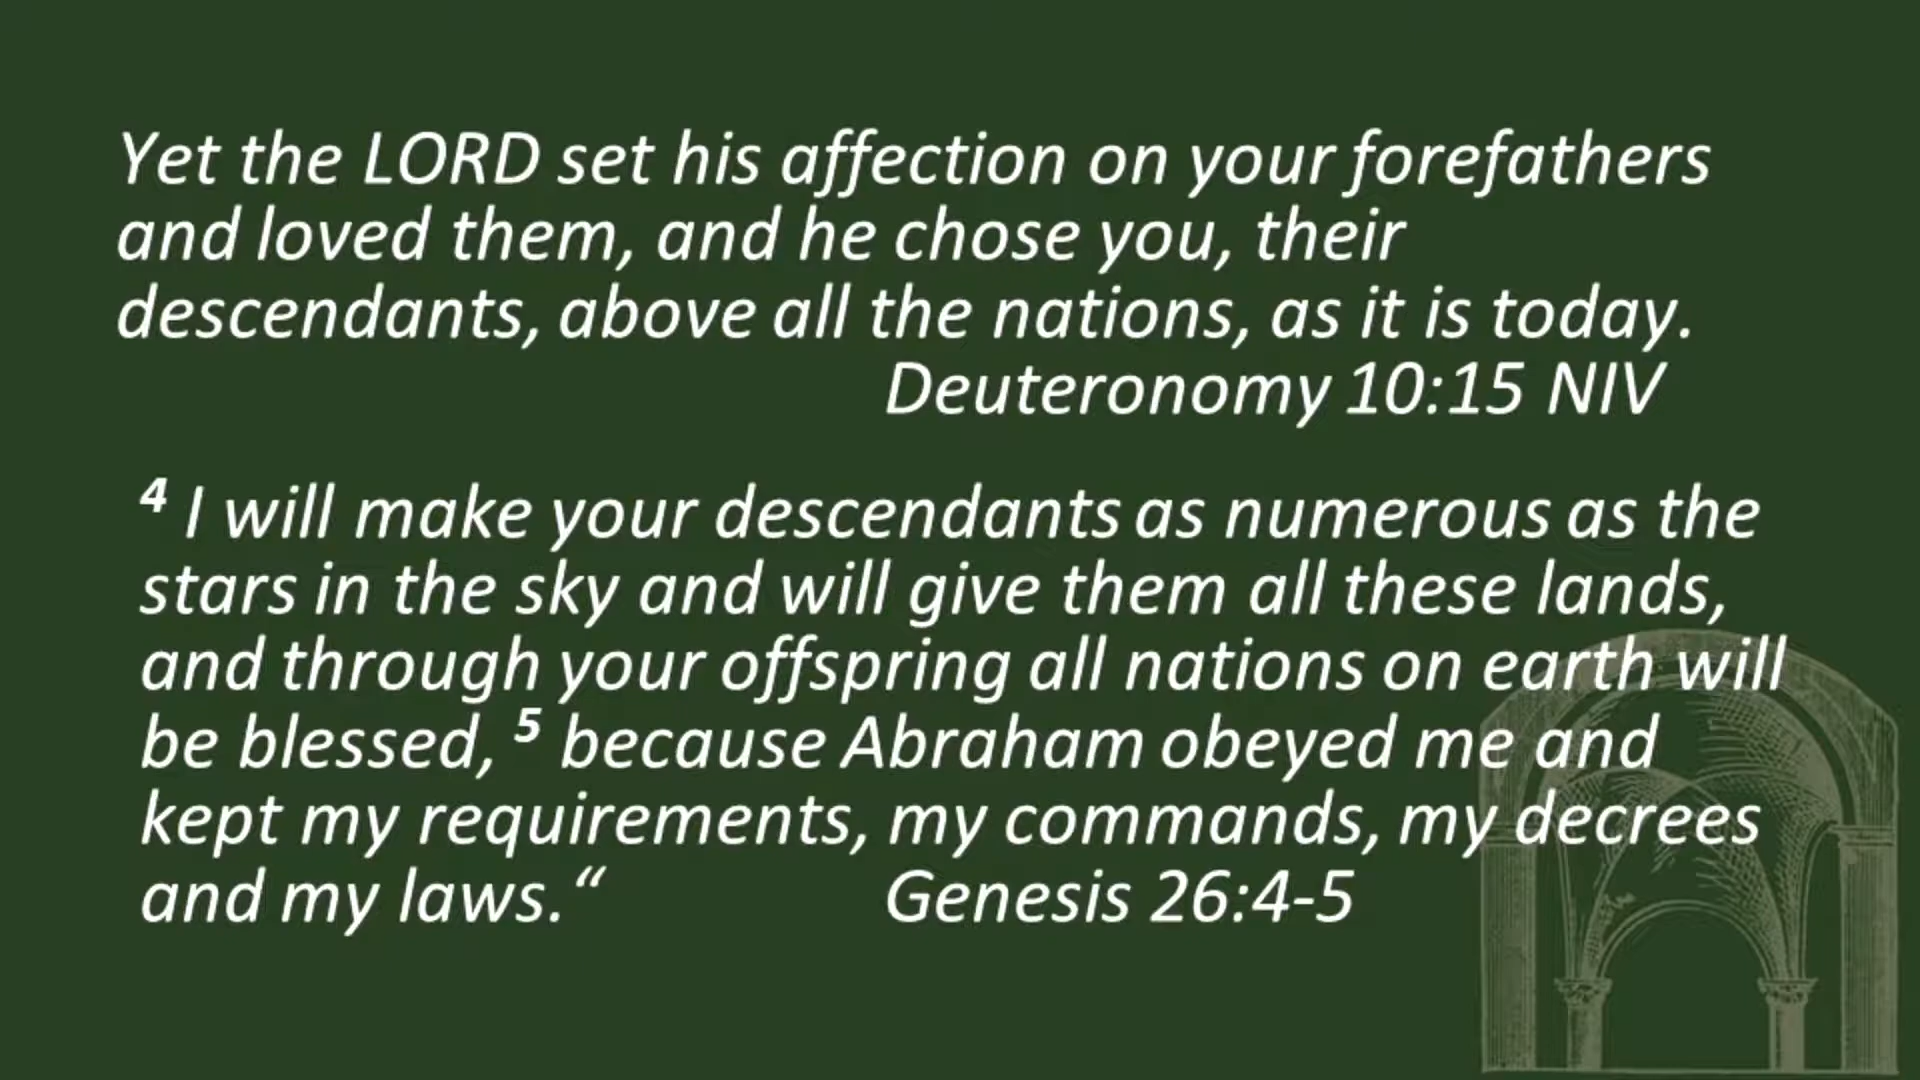 Yet the LORD set his affection on your forefathers
and loved them, and he chose you, their
descendants, above all the nations, as it is today.
Deuteronomy 10:15 NIV
4 I will make your descendants as numerous as the
stars in the sky and will give them all these lands,
and through your offspring all nations on earth will
be blessed, 5 because Abraham obeyed me and
kept my requirements, my commands, my decrees
and my laws.“ Genesis 26:4-5